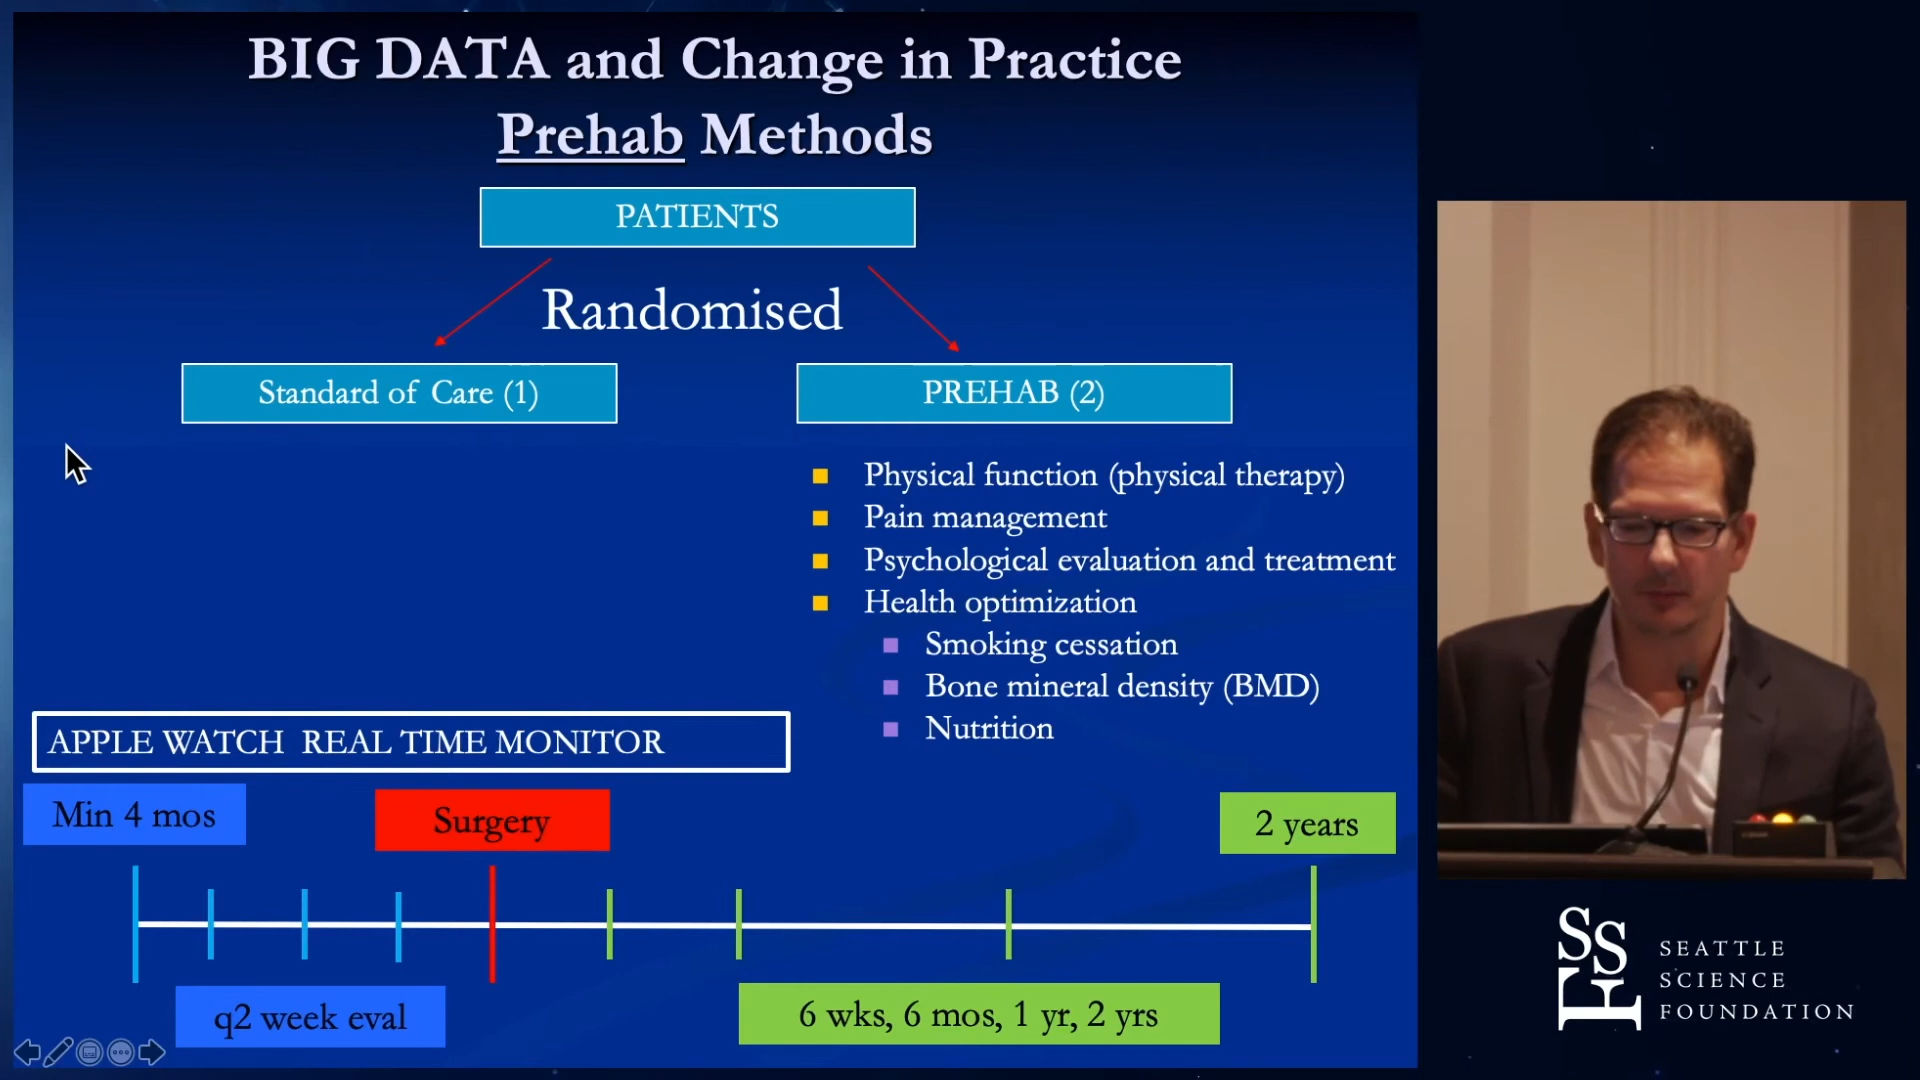 BIG DATA and Change in Practice
Prehab Methods
PATIENTS
Randomised
Standard of Care (1)
PREHAB (2)
Physical function (physical therapy)
Pain management
Psychological evaluation and treatment
Health optimization
Smoking cessation
Bone mineral density (BMD)
Nutrition
APPLE WATCH REAL TIME MONITOR
Min 4 mos
Surgery
2 years
q2 week eval
6 wks, 6 mos, 1 yr, 2 yrs
SSF
SEATTLE
SCIENCE
FOUNDATION